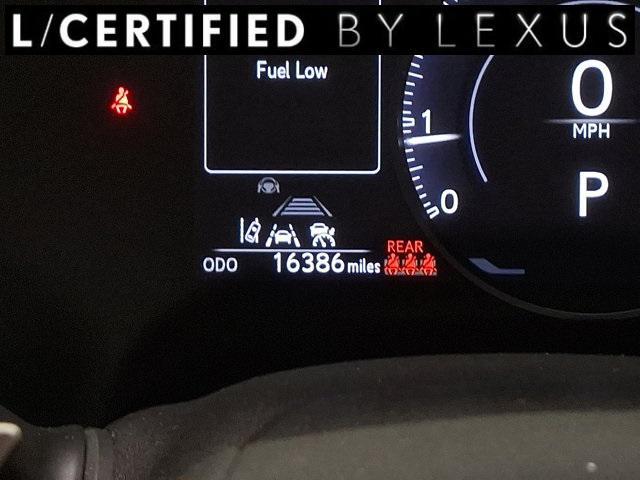 L/CERTIFIED BY LEXUS
Fuel Low
1
0
MPH
P
0
REAR
ODO 16386 miles